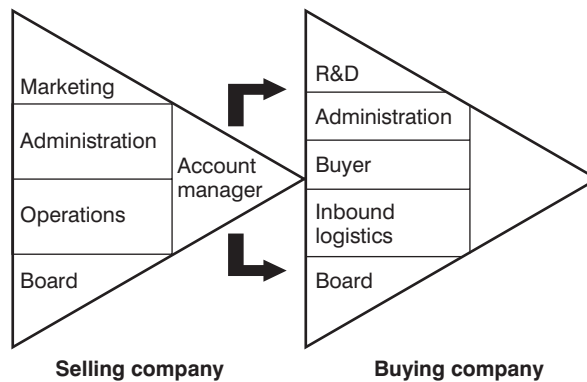 Marketing
Administration
Operations
Board
Account
manager
R&D
Administration
Buyer
Inbound
logistics
Board
Selling company
Buying company